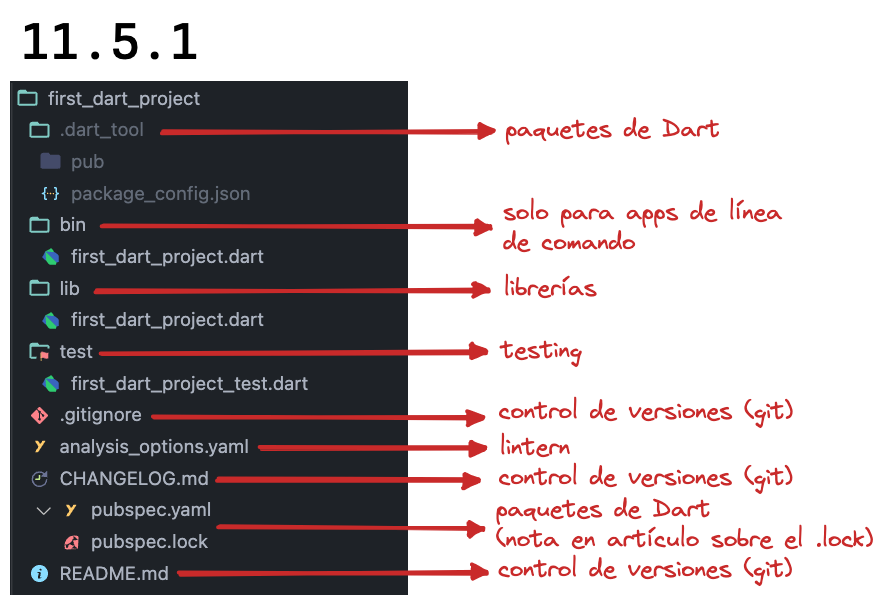 11.5.1
first_dart_project
.dart_tool
paquetes de Dart
pub
package_config.json
bin
solo para apps de línea
de comando
first_dart_project.dart
lib
librerías
first_dart_project.dart
test
testing
first_dart_project_test.dart
.gitignore
control de versiones (git)
analysis_options.yaml
lintern
CHANGELOG.md
control de versiones (git)
pubspec.yaml
paquetes de Dart
pubspec.lock
(nota en artículo sobre el .lock)
README.md
control de versiones (git)